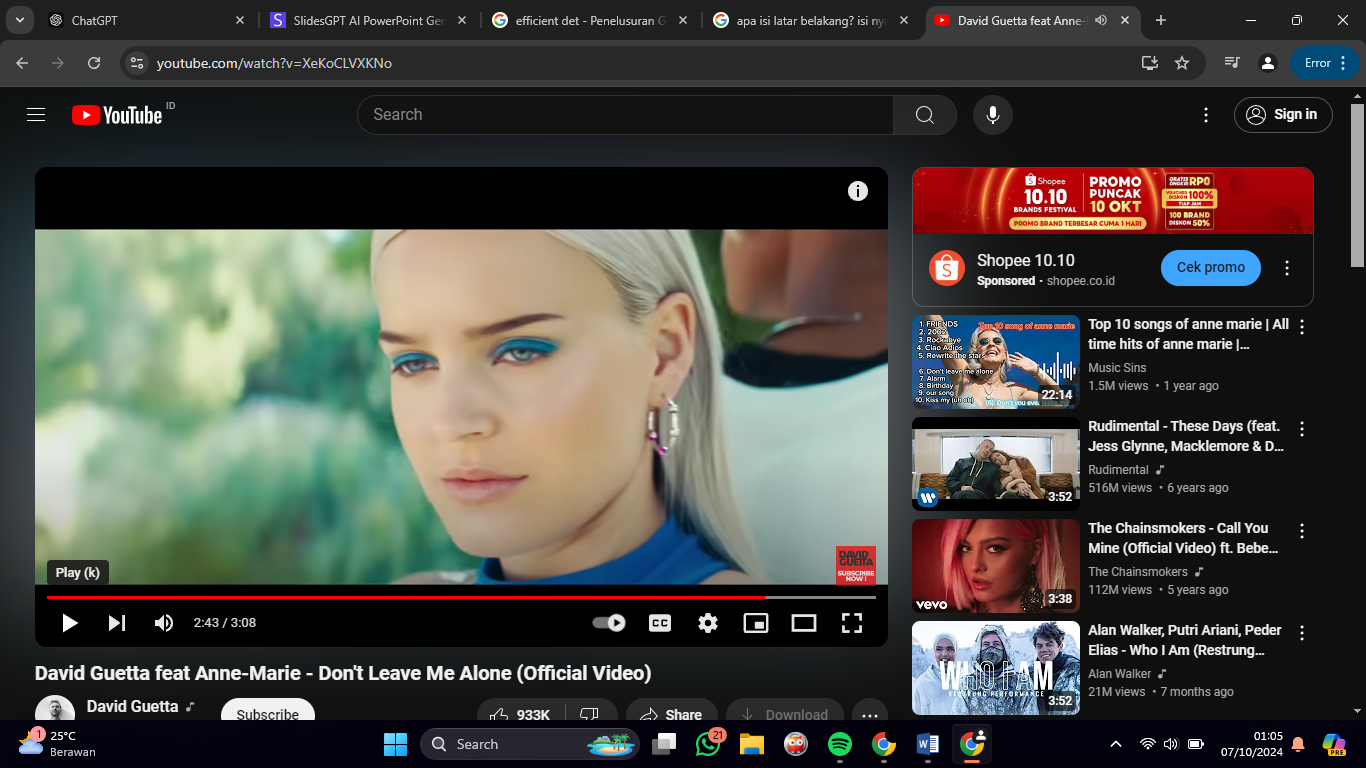 ChatGPT
SlidesGPT AI PowerPoint Ger
efficient det - Penelusuran G
apa isi latar belakang? isi nya
David Guetta feat Anne-
youtube.com/watch?v=XeKoCLVXKNo
Error
YouTube ID
Search
Sign in
Shopee
10.10
BRANDS FESTIVAL
PROMO
PUNCAK
10 OKT
GRATIS ONGKIR RP0
VOUCHER DISKON 100%
TIAP JAM
100 BRAND
DISKON 50%
PROMO BRAND TERBESAR CUMA 1 HARI
Shopee 10.10
Sponsored · shopee.co.id
Cek promo
Top 10 song of anne marie
1. FRIENDS
2. 2002
3. Rockabye
4. Ciao Adios
5. Rewrite the stars
6. Don't leave me alone
7. Alarm
8. Birthday
9. our song
10. Kiss my (uh oh)
22:14
Top 10 songs of anne marie | All
time hits of anne marie |...
Music Sins
1.5M views • 1 year ago
3:52
Rudimental - These Days (feat.
Jess Glynne, Macklemore & D...
Rudimental
516M views • 6 years ago
vevo
3:38
The Chainsmokers - Call You
Mine (Official Video) ft. Bebe...
The Chainsmokers
112M views • 5 years ago
WHO I AM
RESTRUNG PERFORMANCE
3:52
Alan Walker, Putri Ariani, Peder
Elias - Who I Am (Restrung...
Alan Walker
21M views • 7 months ago
DAVID
GUETTA
SUBSCRIBE
NOW !
Play (k)
2:43 / 3:08
CC
David Guetta feat Anne-Marie - Don't Leave Me Alone (Official Video)
David Guetta
Subscribe
933K
Share
Download
1
25°C
Berawan
Search
21
01:05
07/10/2024
PRE